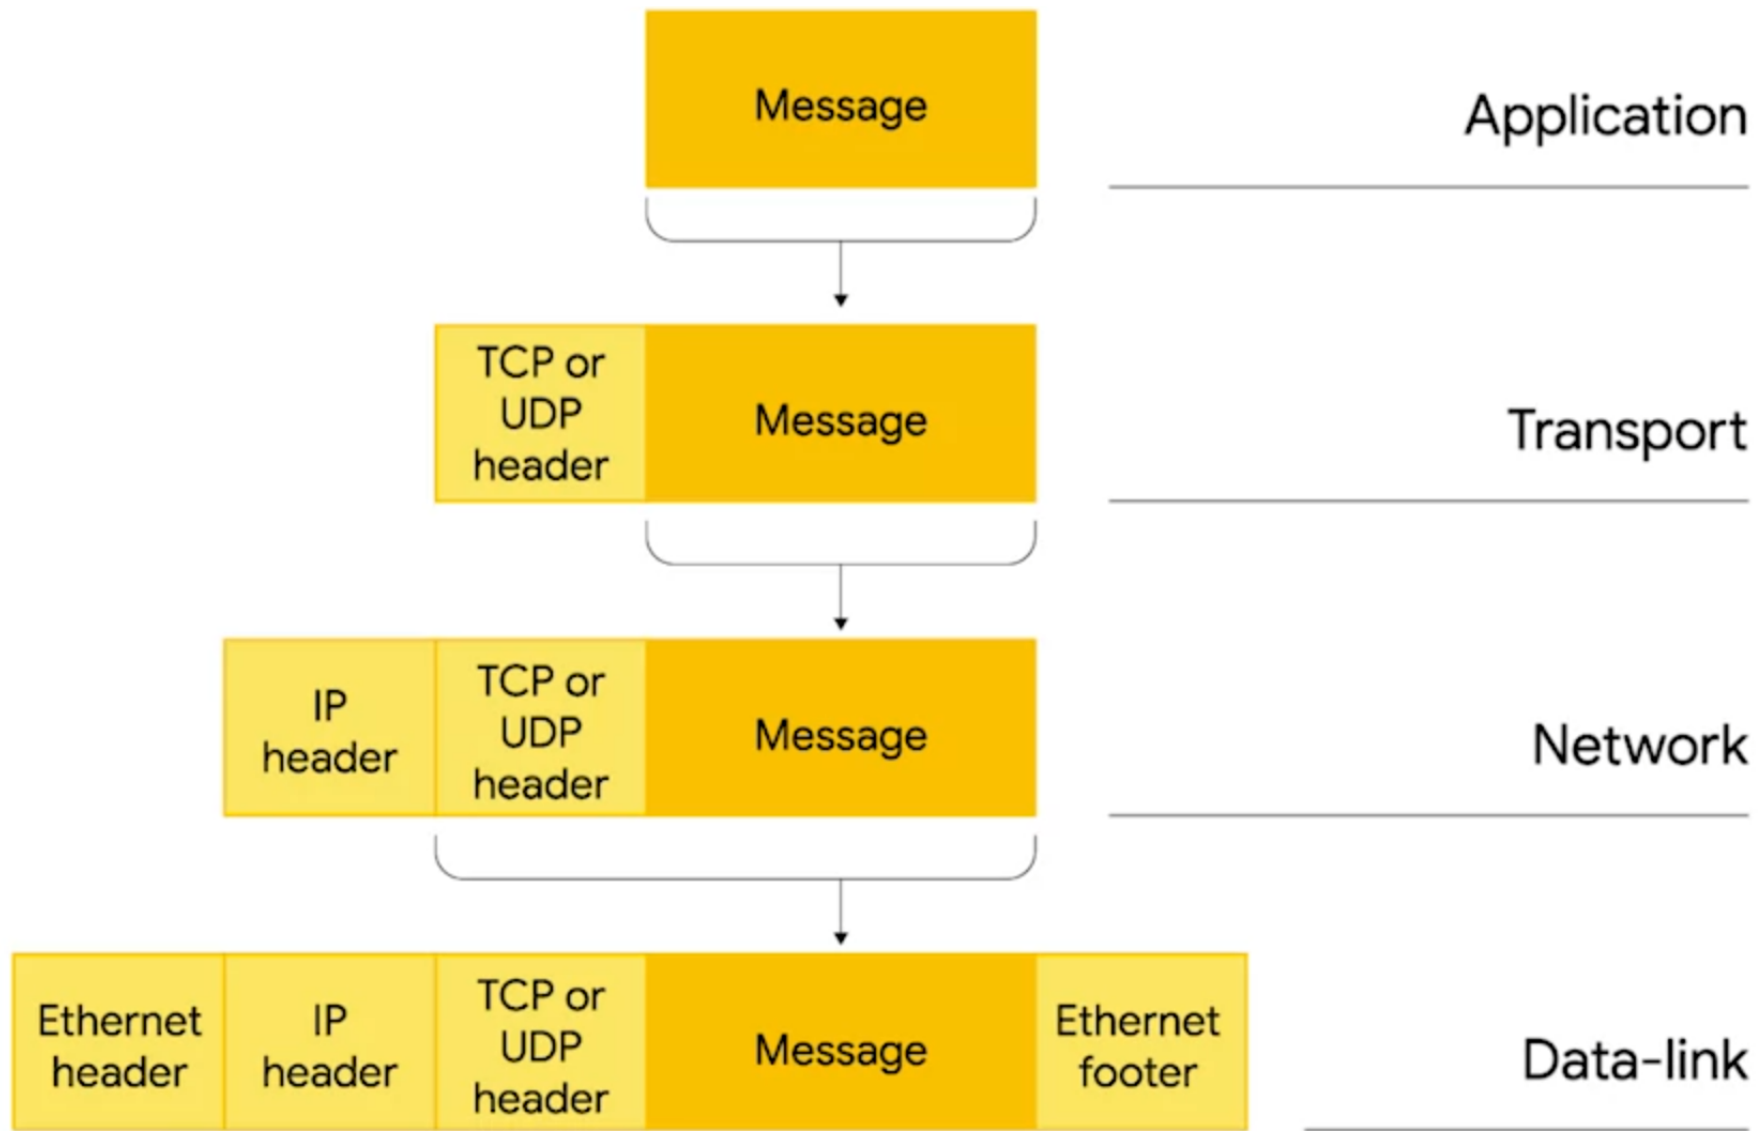 Message
Application
TCP or
UDP
header
Message
Transport
IP
header
TCP or
UDP
header
Message
Network
Ethernet
header
IP
header
TCP or
UDP
header
Message
Ethernet
footer
Data-link